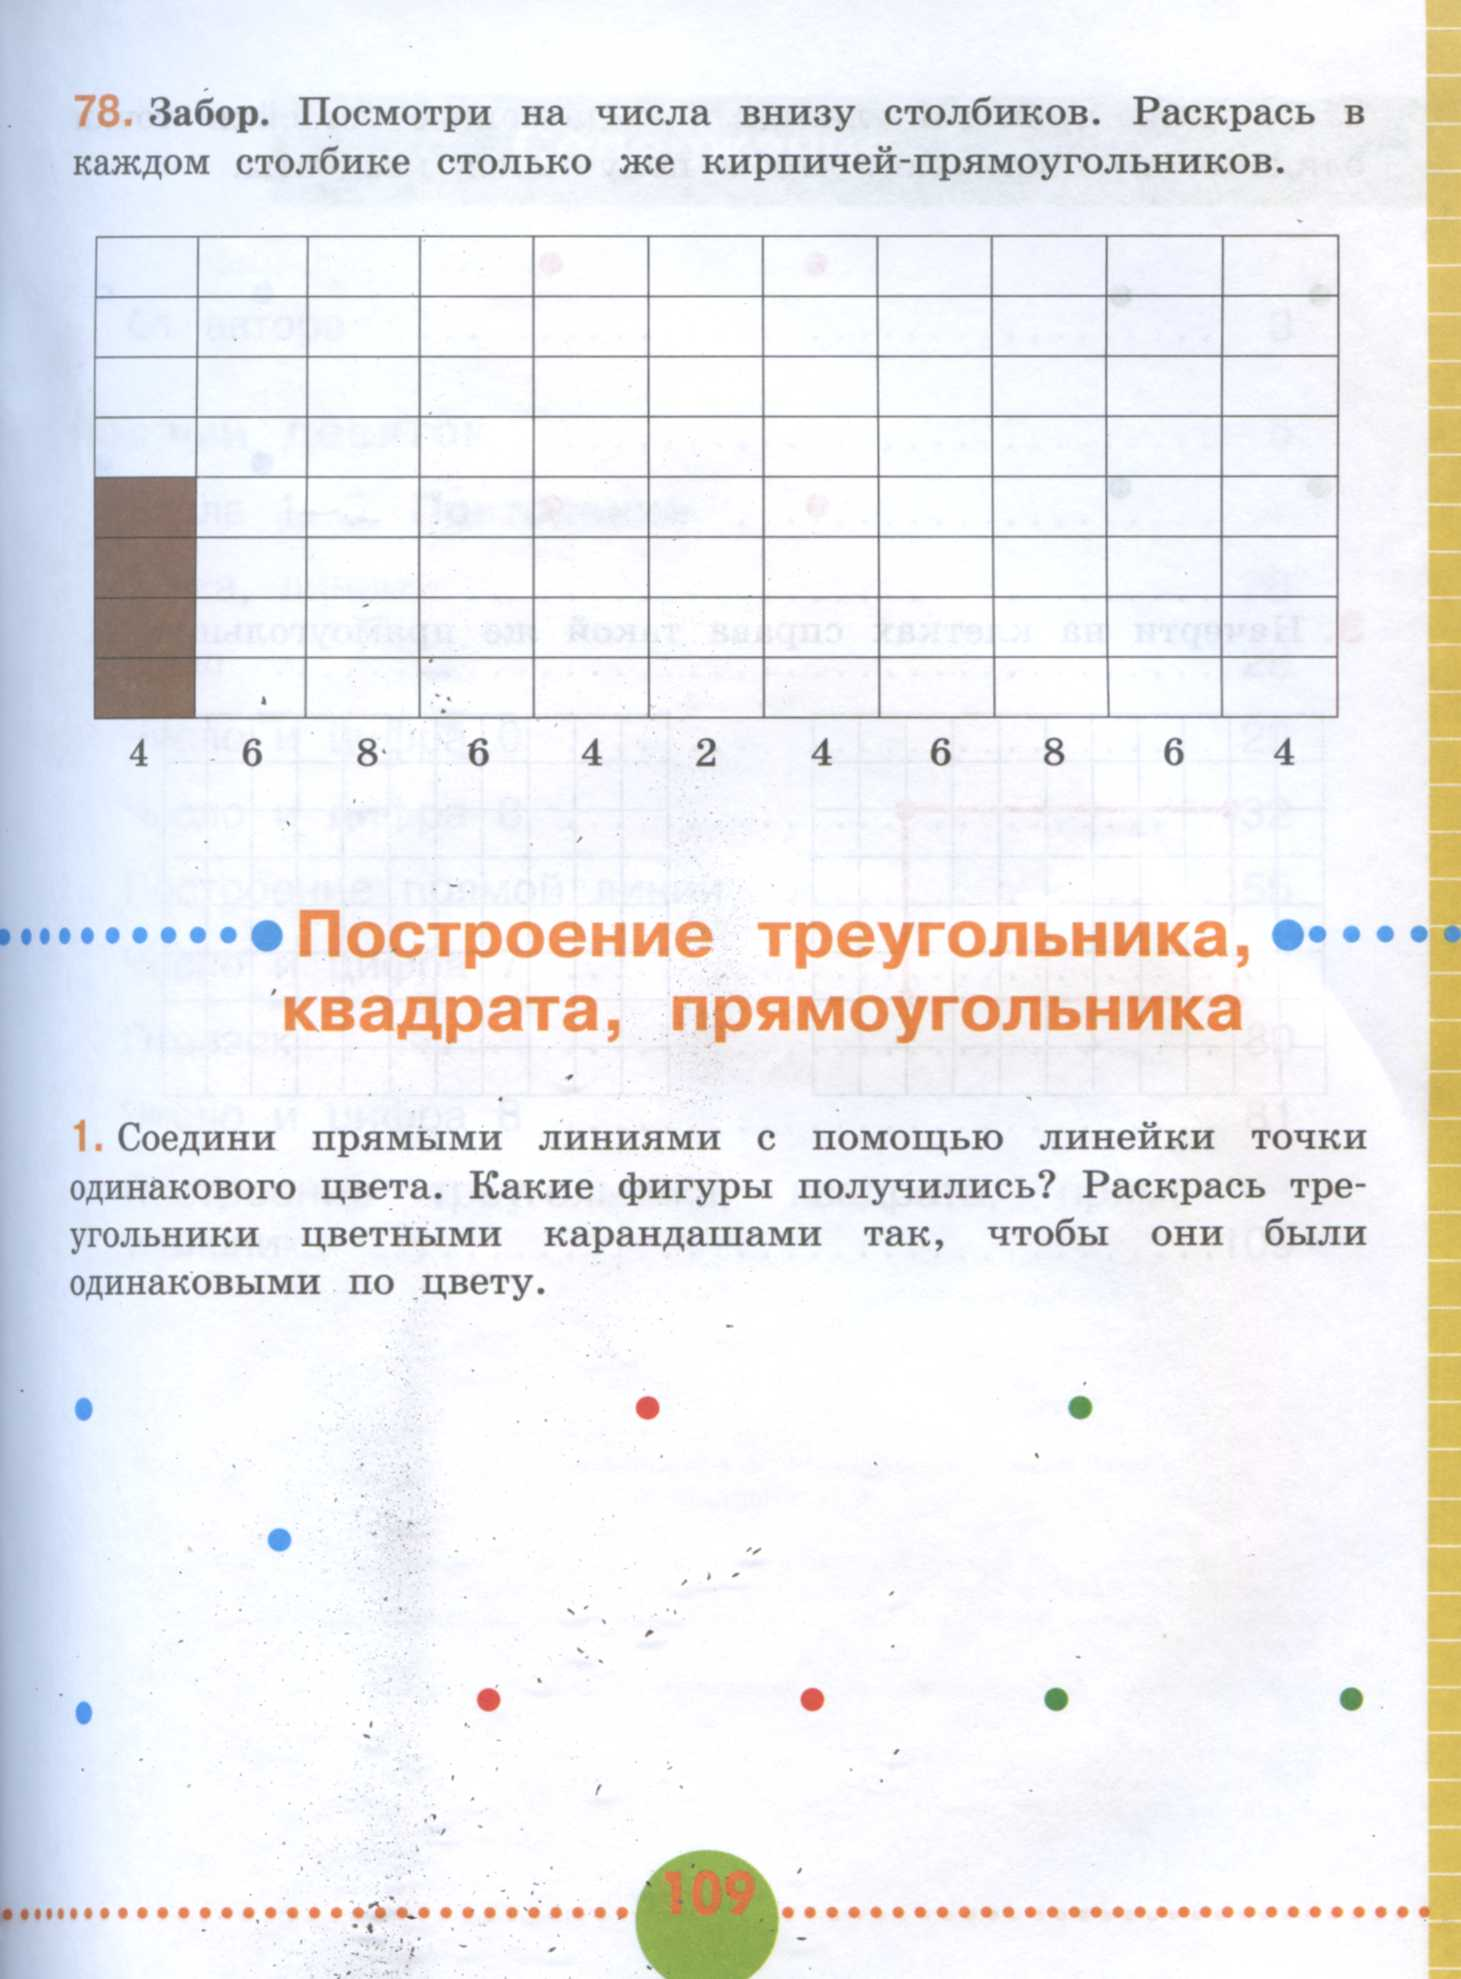 78. Забор. Посмотри на числа внизу столбиков. Раскрась в
каждом столбике столько же кирпичей-прямоугольников.
4 6 8 6 4 2 4 6 8 6 4
Построение треугольника,
квадрата, прямоугольника
1. Соедини прямыми линиями с помощью линейки точки
одинакового цвета. Какие фигуры получились? Раскрась тре-
угольники цветными карандашами так, чтобы они были
одинаковыми по цвету.
109